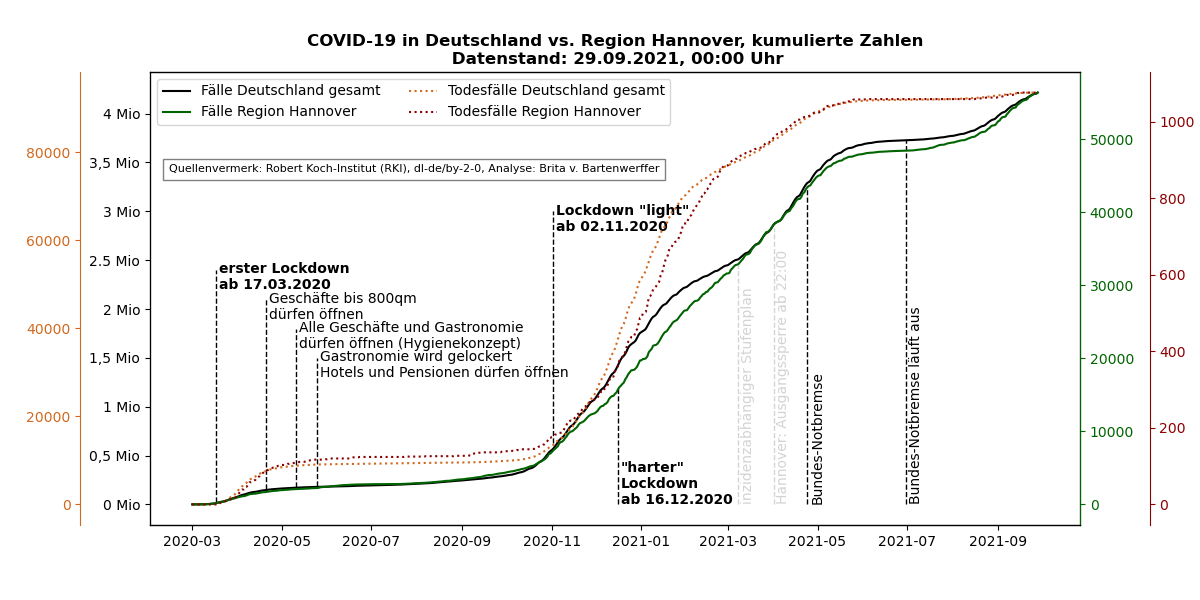 COVID-19 in Deutschland vs. Region Hannover, kumulierte Zahlen
Datenstand: 29.09.2021, 00:00 Uhr
Fälle Deutschland gesamt
Fälle Region Hannover
Todesfälle Deutschland gesamt
Todesfälle Region Hannover
Quellenvermerk: Robert Koch-Institut (RKI), dl-de/by-2-0, Analyse: Brita v. Bartenwerffer
80000
60000
40000
20000
0
4 Mio
3,5 Mio
3 Mio
2.5 Mio
2 Mio
1,5 Mio
1 Mio
0,5 Mio
0 Mio
erster Lockdown
ab 17.03.2020
Geschäfte bis 800qm
dürfen öffnen
Alle Geschäfte und Gastronomie
dürfen öffnen (Hygienekonzept)
Gastronomie wird gelockert
Hotels und Pensionen dürfen öffnen
Lockdown "light"
ab 02.11.2020
"harter"
Lockdown
ab 16.12.2020
inzidenzabhängiger Stufenplan
Hannover: Ausgangssperre ab 22:00
Bundes-Notbremse
Bundes-Notbremse läuft aus
50000
40000
30000
20000
10000
0
1000
800
600
400
200
0
2020-03
2020-05
2020-07
2020-09
2020-11
2021-01
2021-03
2021-05
2021-07
2021-09